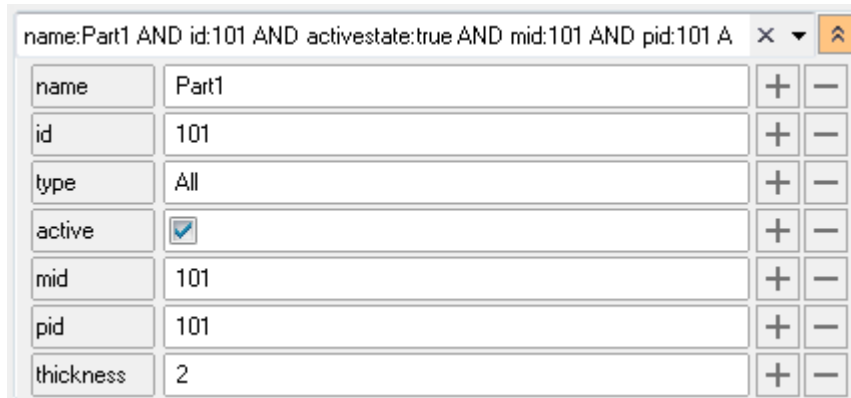 name:Part1 AND id:101 AND activestate:true AND mid:101 AND pid:101 A
name Part1
id 101
type All
active
mid 101
pid 101
thickness 2